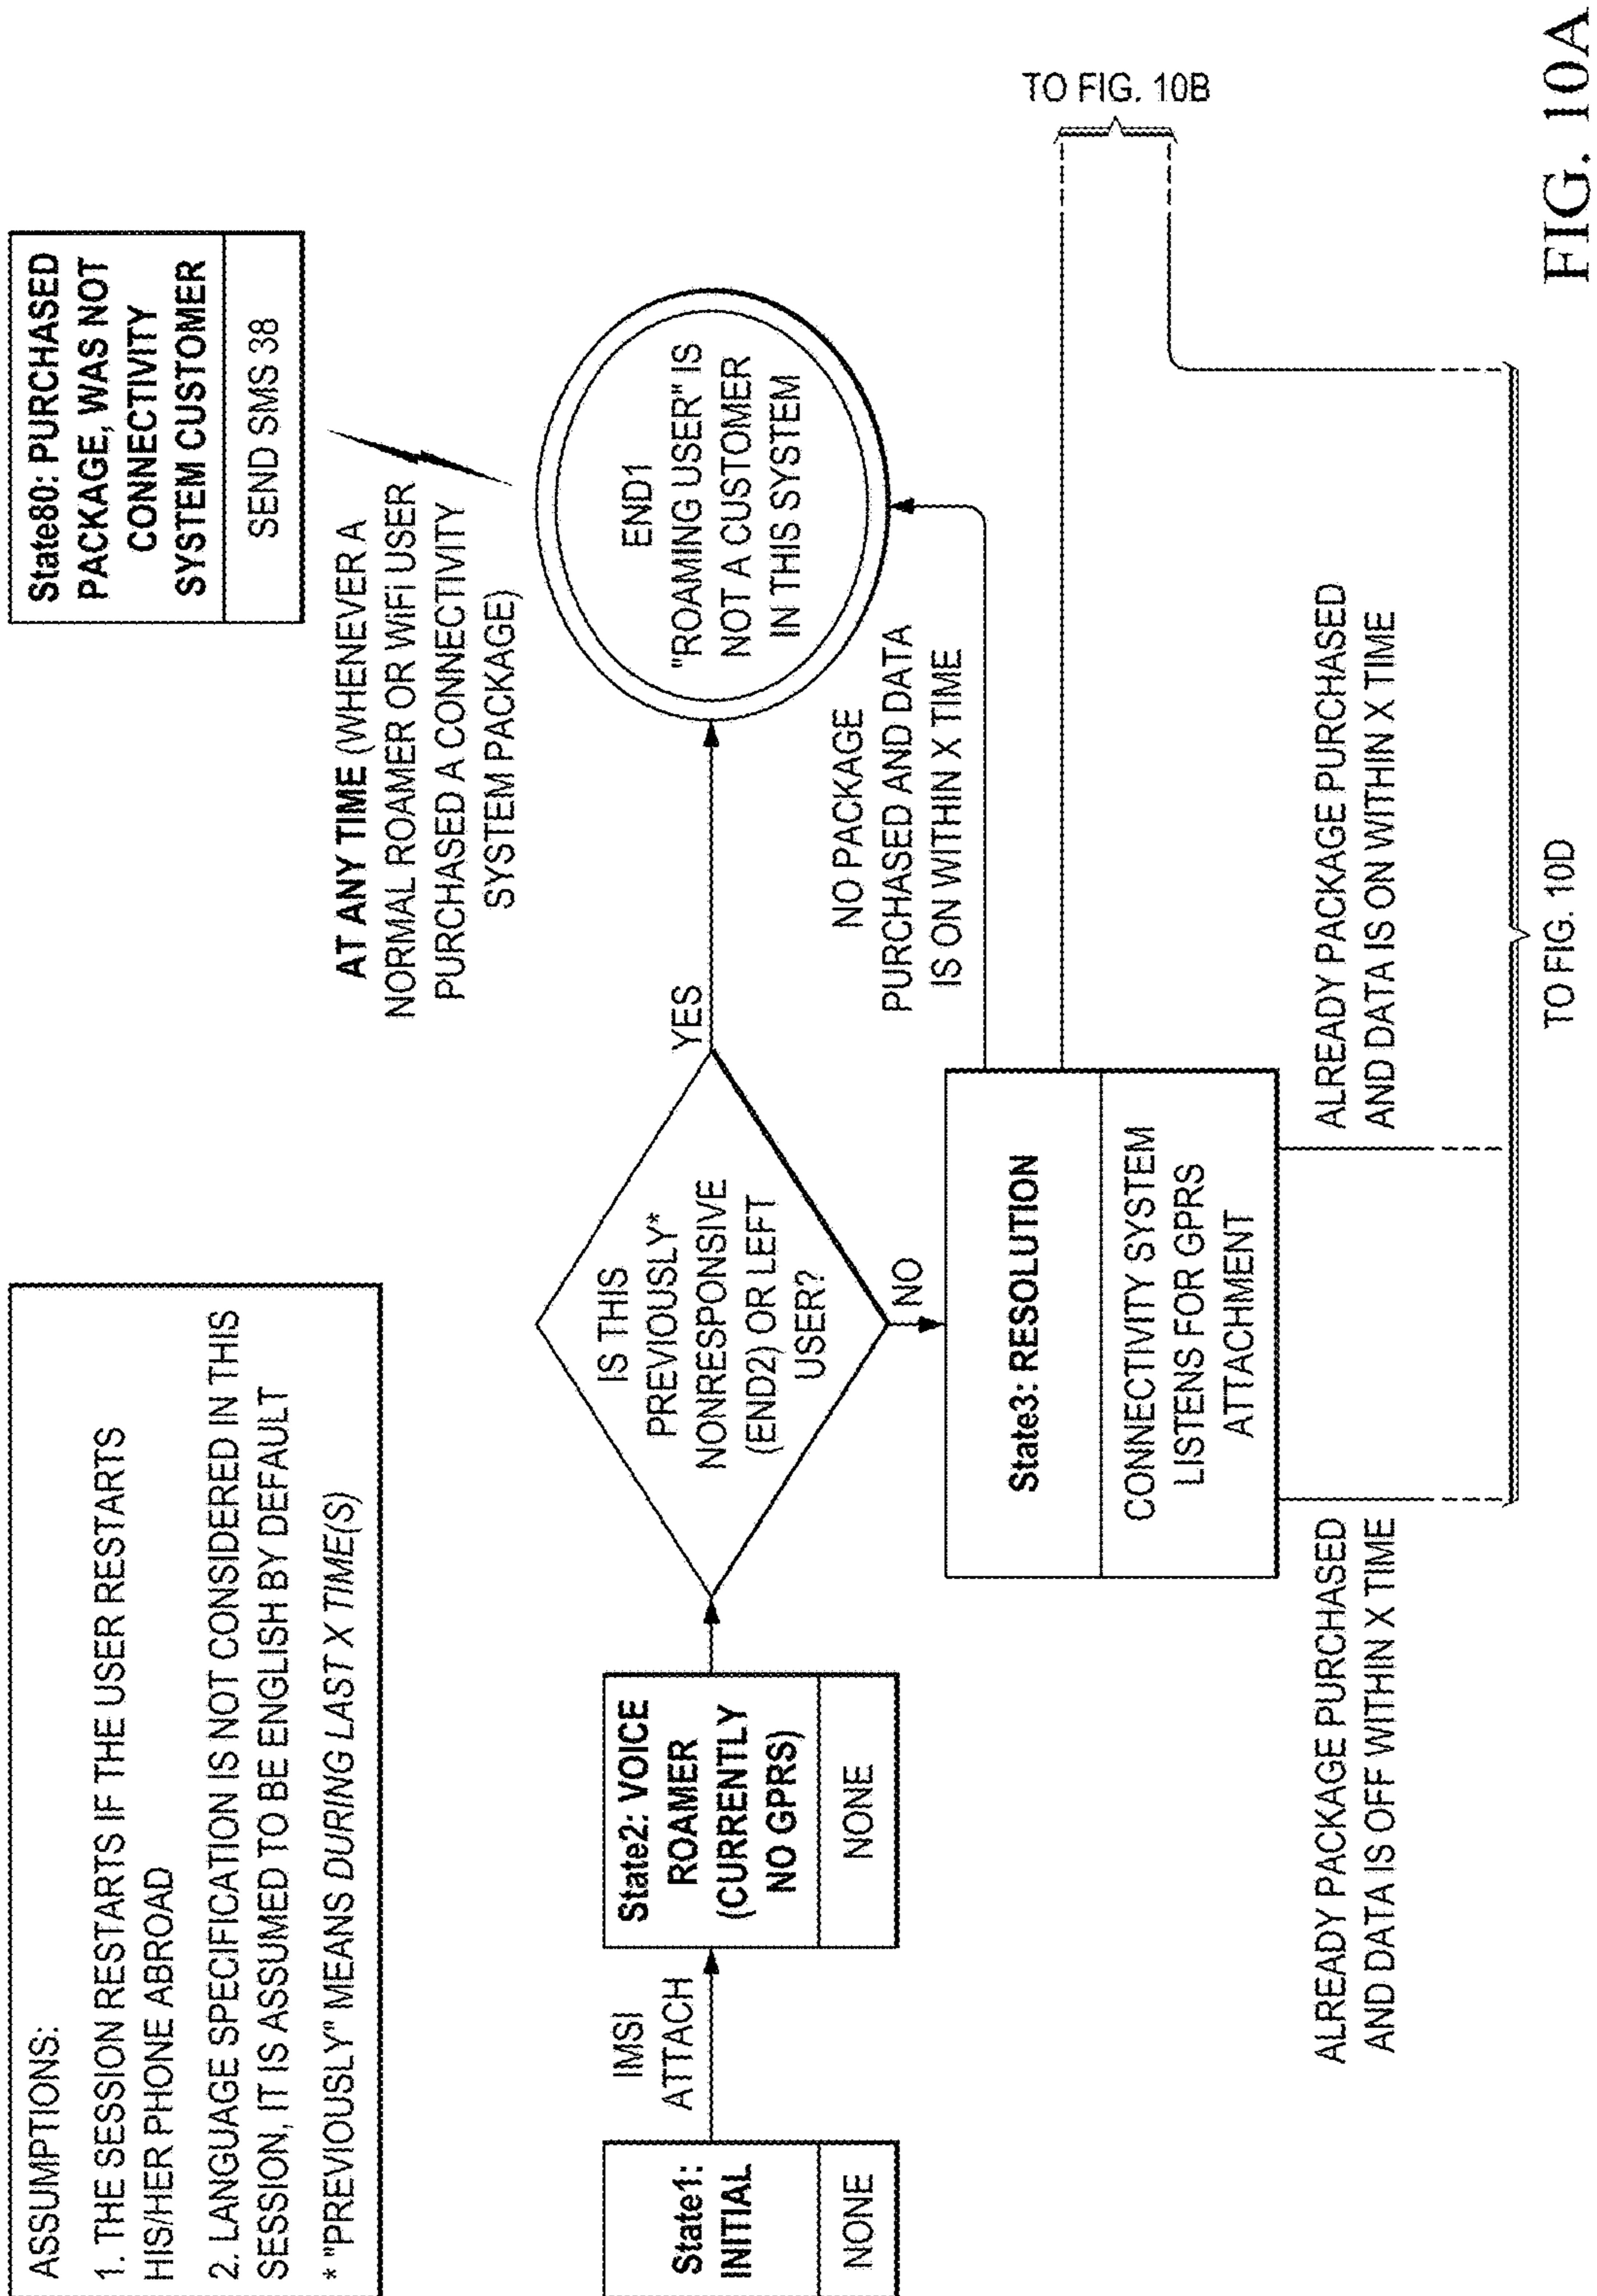 ASSUMPTIONS:
1. THE SESSION RESTARTS IF THE USER RESTARTS
HIS/HER PHONE ABROAD
2. LANGUAGE SPECIFICATION IS NOT CONSIDERED IN THIS
SESSION, IT IS ASSUMED TO BE ENGLISH BY DEFAULT
* "PREVIOUSLY" MEANS DURING LAST X TIME(S)
State80: PURCHASED
PACKAGE, WAS NOT
CONNECTIVITY
SYSTEM CUSTOMER
SEND SMS 38
AT ANY TIME (WHENEVER A
NORMAL ROAMER OR WiFi USER
PURCHASED A CONNECTIVITY
SYSTEM PACKAGE)
State1:
INITIAL
NONE
IMSI
ATTACH
State2: VOICE
ROAMER
(CURRENTLY
NO GPRS)
NONE
IS THIS
PREVIOUSLY*
NONRESPONSIVE
(END2) OR LEFT
USER?
YES
NO
END1
"ROAMING USER" IS
NOT A CUSTOMER
IN THIS SYSTEM
NO PACKAGE
PURCHASED AND DATA
IS ON WITHIN X TIME
State3: RESOLUTION
CONNECTIVITY SYSTEM
LISTENS FOR GPRS
ATTACHMENT
TO FIG. 10B
ALREADY PACKAGE PURCHASED
AND DATA IS OFF WITHIN X TIME
ALREADY PACKAGE PURCHASED
AND DATA IS ON WITHIN X TIME
TO FIG. 10D
FIG. 10A